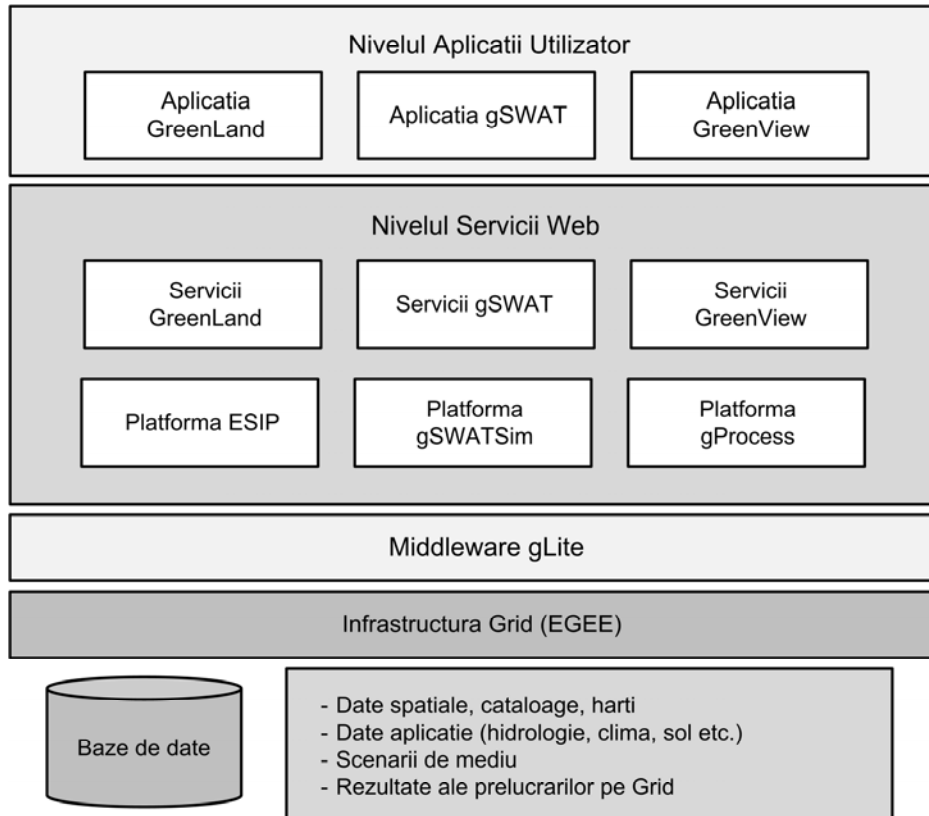 Nivelul Aplicatii Utilizator
Aplicatia
GreenLand
Aplicatia gSWAT
Aplicatia
GreenView
Nivelul Servicii Web
Servicii
GreenLand
Servicii gSWAT
Servicii
GreenView
Platforma ESIP
Platforma
gSWATSim
Platforma
gProcess
Middleware gLite
Infrastructura Grid (EGEE)
Baze de date
- Date spatiale, cataloage, harti
- Date aplicatie (hidrologie, clima, sol etc.)
- Scenarii de mediu
- Rezultate ale prelucrarilor pe Grid